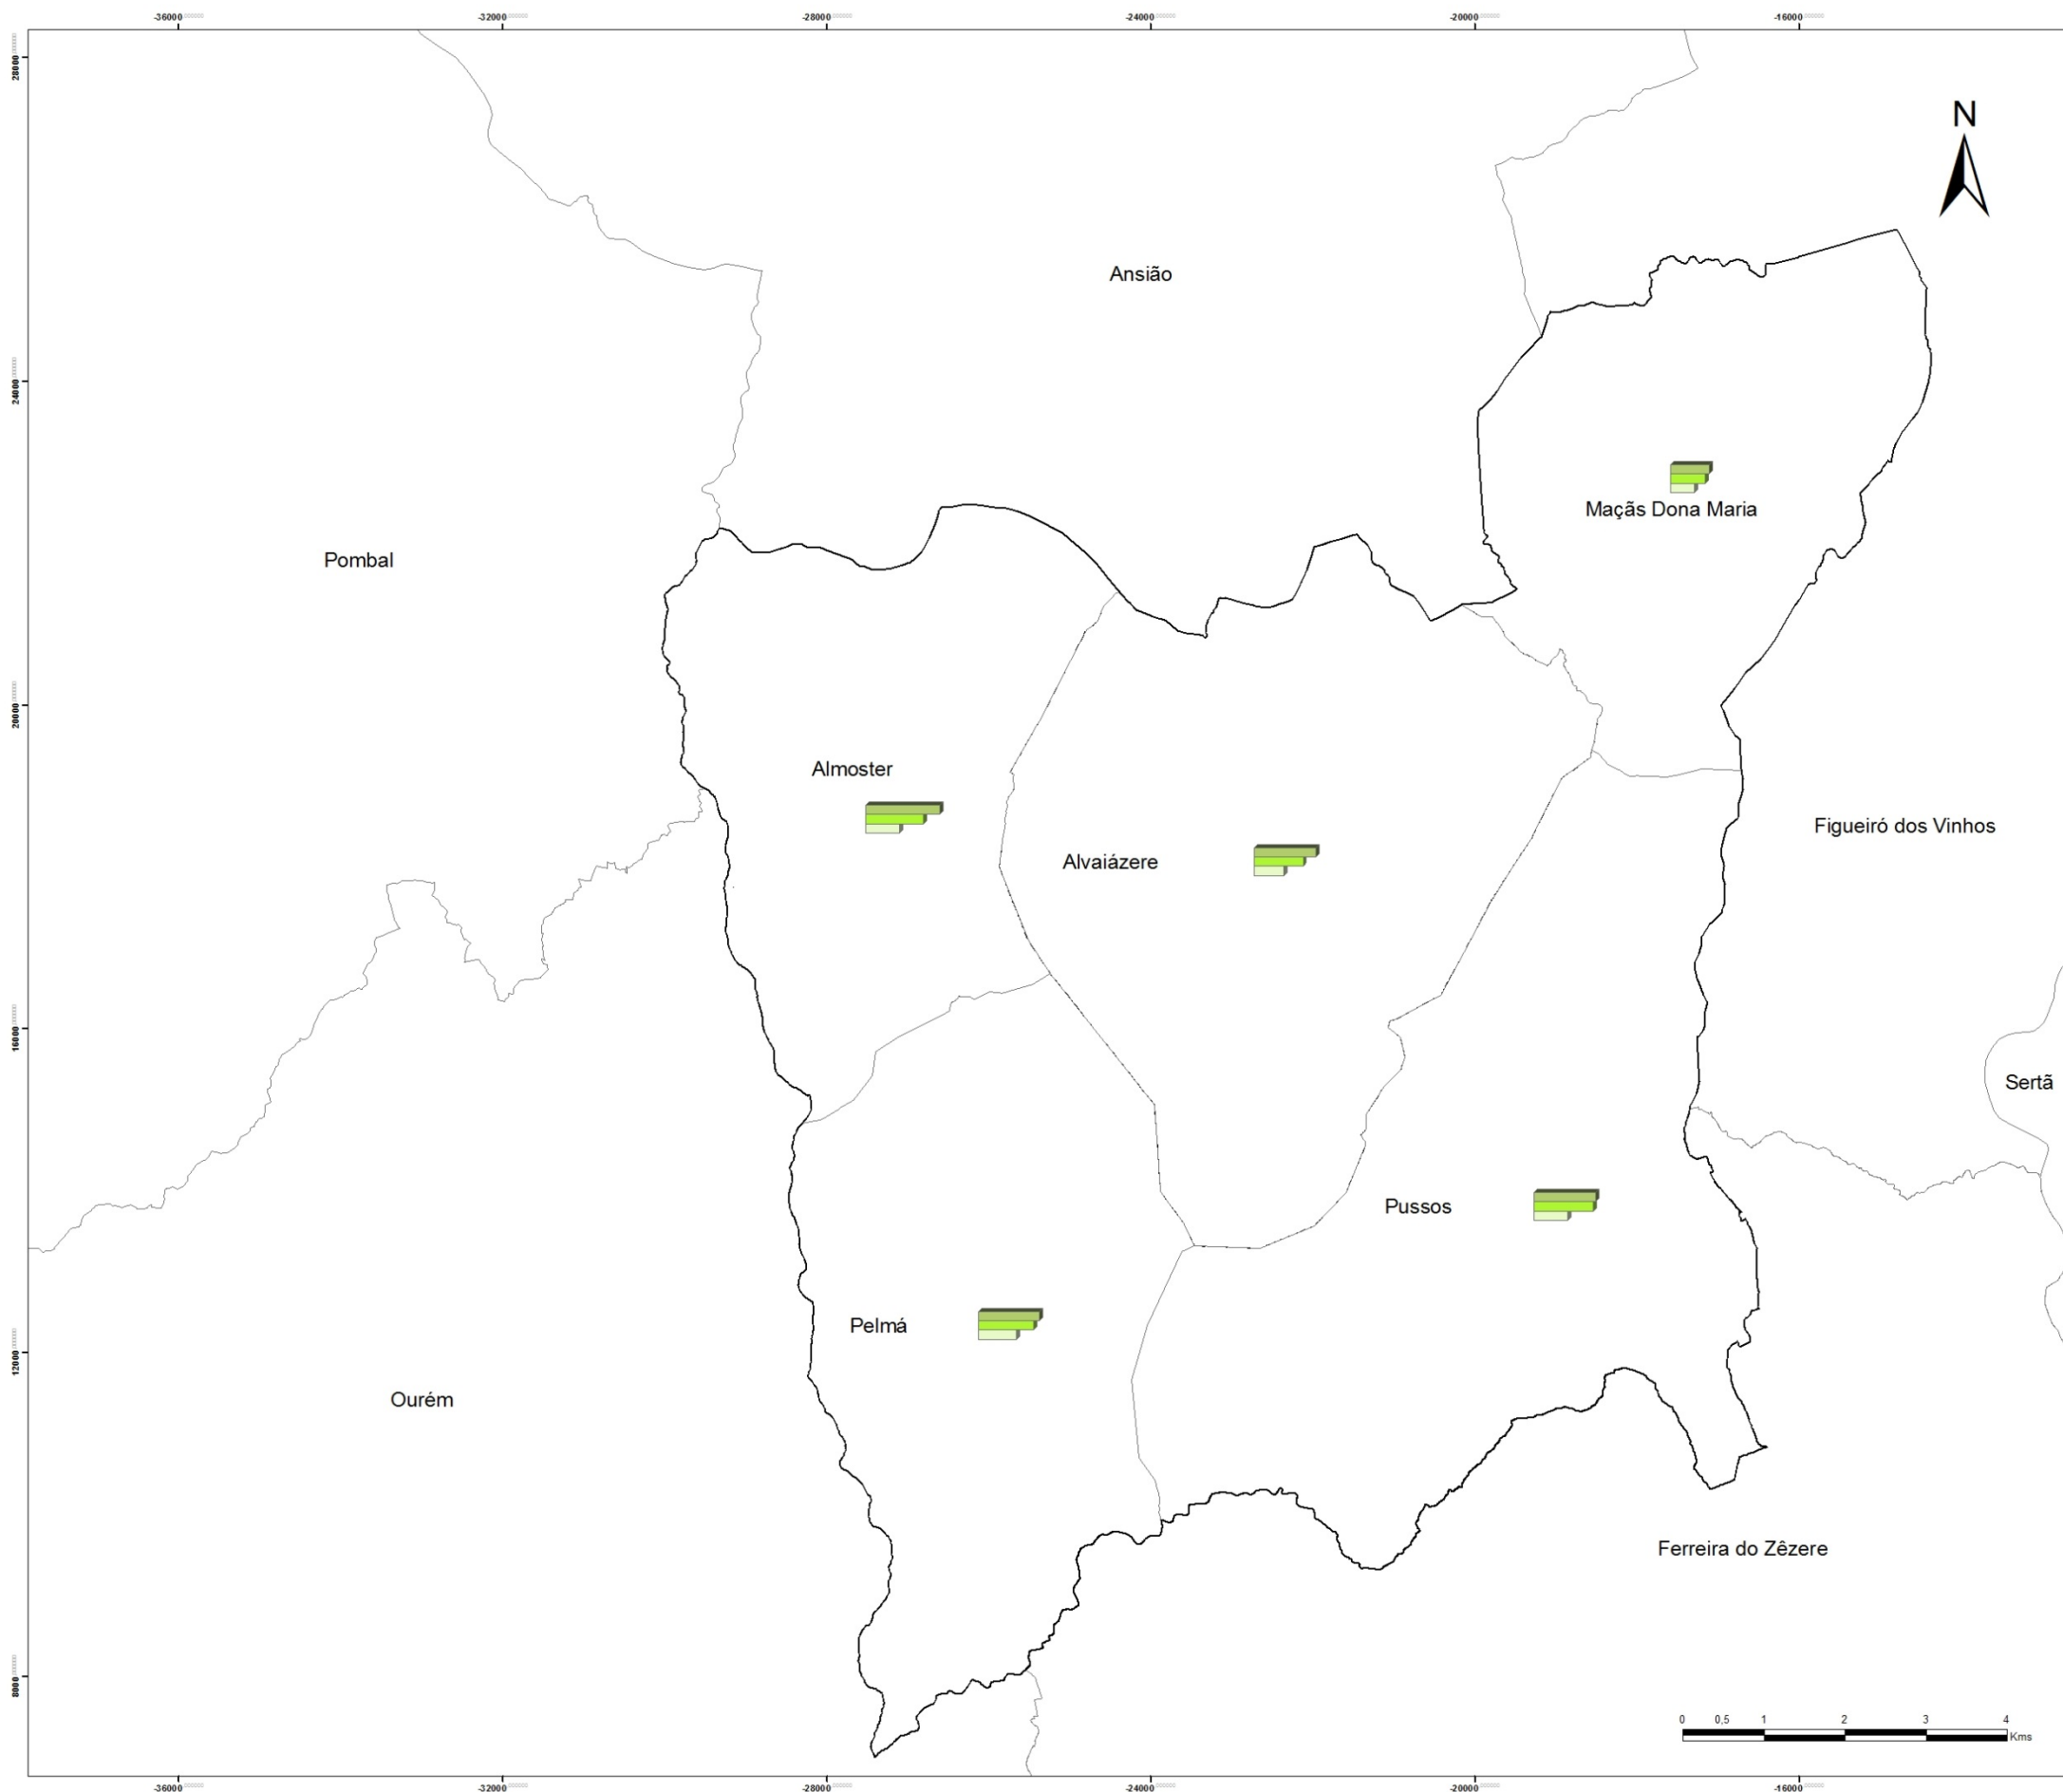 -36000 -32000 -28000 -24000 -20000 -16000
28000
N
Ansião
24000
Maçãs Dona Maria
Pombal
20000
Almoster
Figueiró dos Vinhos
Alvaiázere
16000
Sertã
Pussos
Pelmá
12000
Ourém
Ferreira do Zêzere
8000
0 0,5 1 2 3 4
Kms
-36000 -32000 -28000 -24000 -20000 -16000